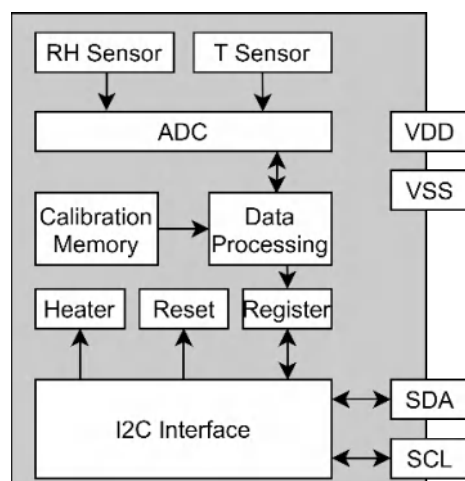 RH Sensor
T Sensor
ADC
VDD
VSS
Calibration
Memory
Data
Processing
Heater
Reset
Register
I2C Interface
SDA
SCL